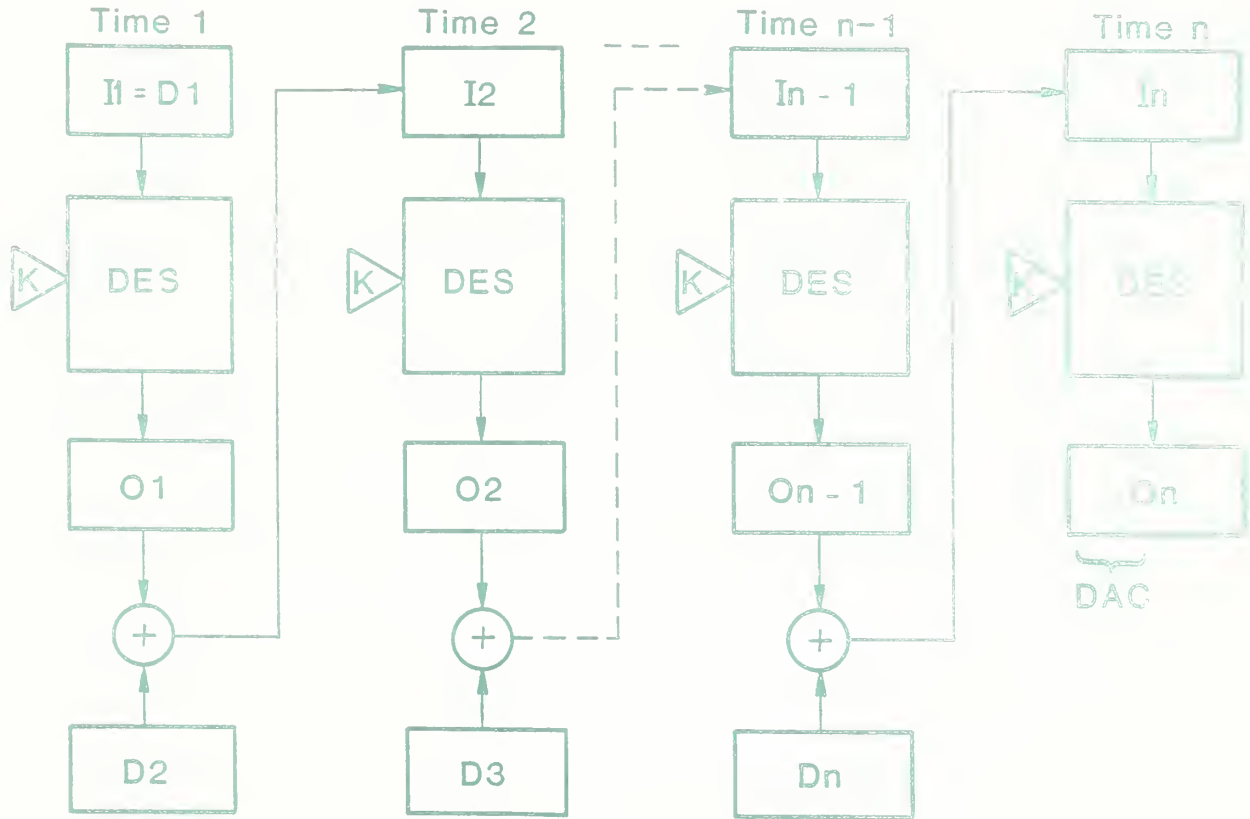 Time 1 Time 2 Time n-1 Time n
I1 = D1 I2 In - 1 In
K DES K DES K DES K DES
O1 O2 On - 1 On
+ + +
DAC
D2 D3 Dn